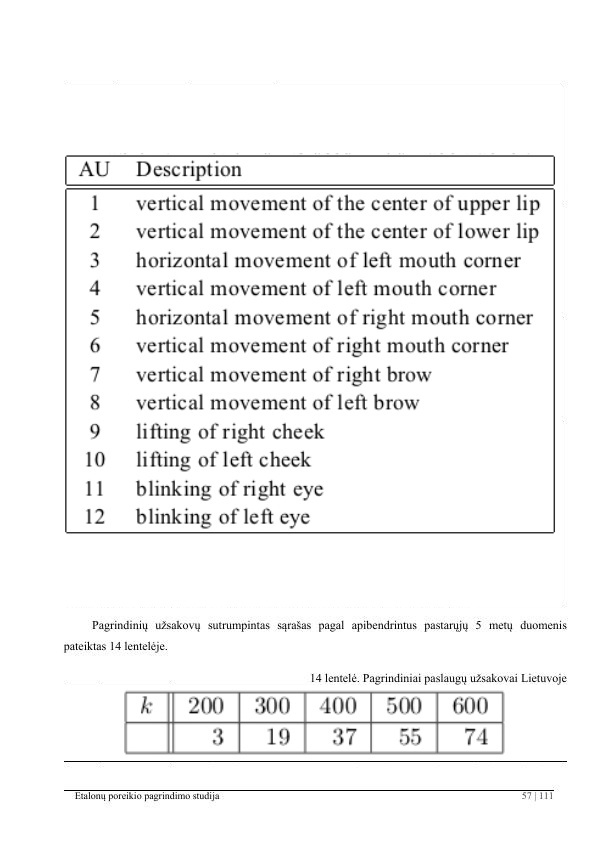 AU Description
1 vertical movement of the center of upper lip
2 vertical movement of the center of lower lip
3 horizontal movement of left mouth corner
4 vertical movement of left mouth corner
5 horizontal movement of right mouth corner
6 vertical movement of right mouth corner
7 vertical movement of right brow
8 vertical movement of left brow
9 lifting of right cheek
10 lifting of left cheek
11 blinking of right eye
12 blinking of left eye
Pagrindinių užsakovų sutrumpintas sąrašas pagal apibendrintus pastarųjų 5 metų duomenis
pateiktas 14 lentelėje.
14 lentelė. Pagrindiniai paslaugų užsakovai Lietuvoje
k 200 300 400 500 600
3 19 37 55 74
Etalonų poreikio pagrindimo studija 57 | 111